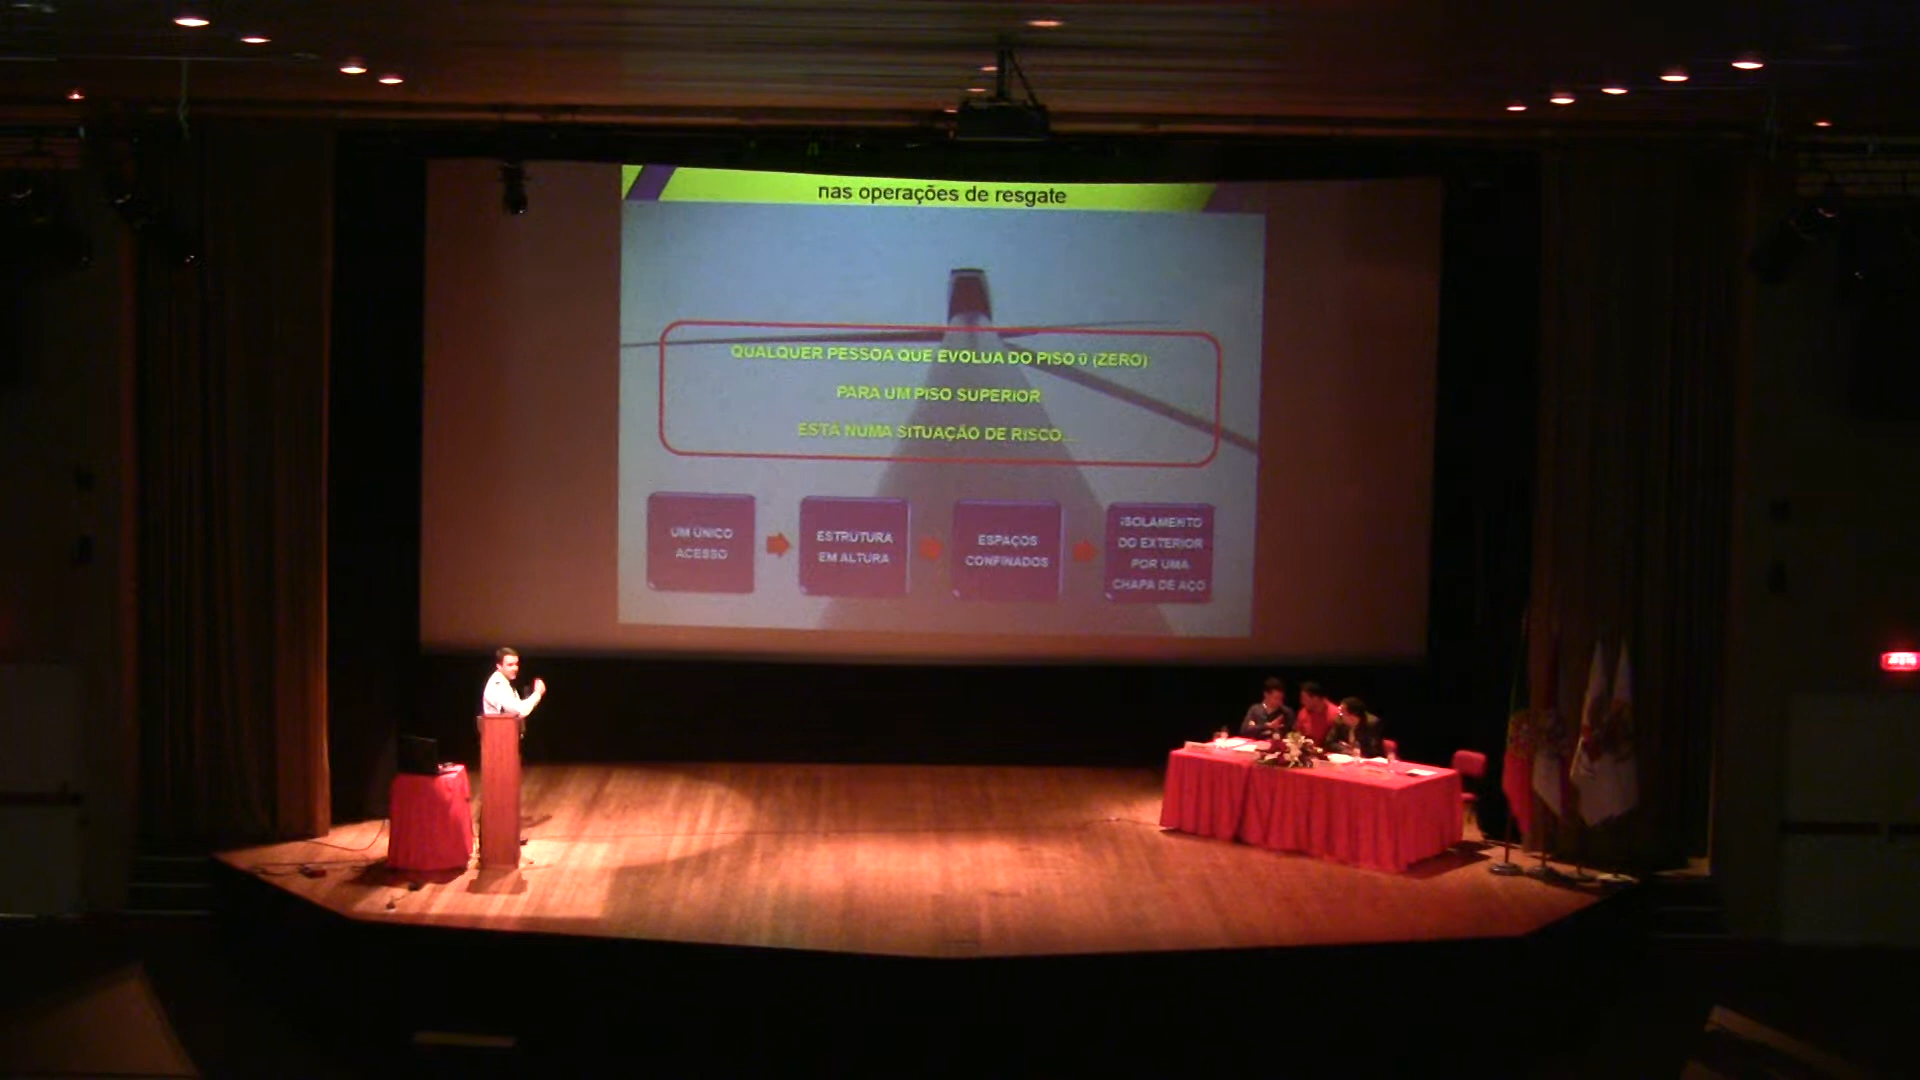 nas operações de resgate
QUALQUER PESSOA QUE EVOLUA DO PISO 0 (ZERO)
PARA UM PISO SUPERIOR
ESTÁ NUMA SITUAÇÃO DE RISCO...
UM ÚNICO
ACESSO
ESTRUTURA
EM ALTURA
ESPAÇOS
CONFINADOS
ISOLAMENTO
DO EXTERIOR
POR UMA
CHAPA DE AÇO